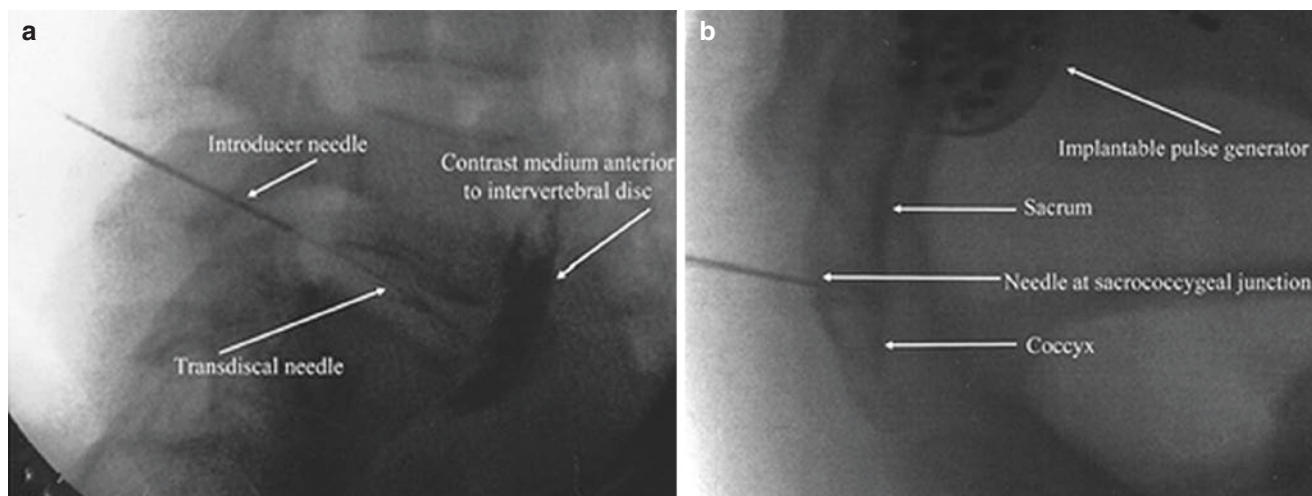 a
Introducer needle
Contrast medium anterior
to intervertebral disc
Transdiscal needle
b
Implantable pulse generator
Sacrum
Needle at sacrococcygeal junction
Coccyx